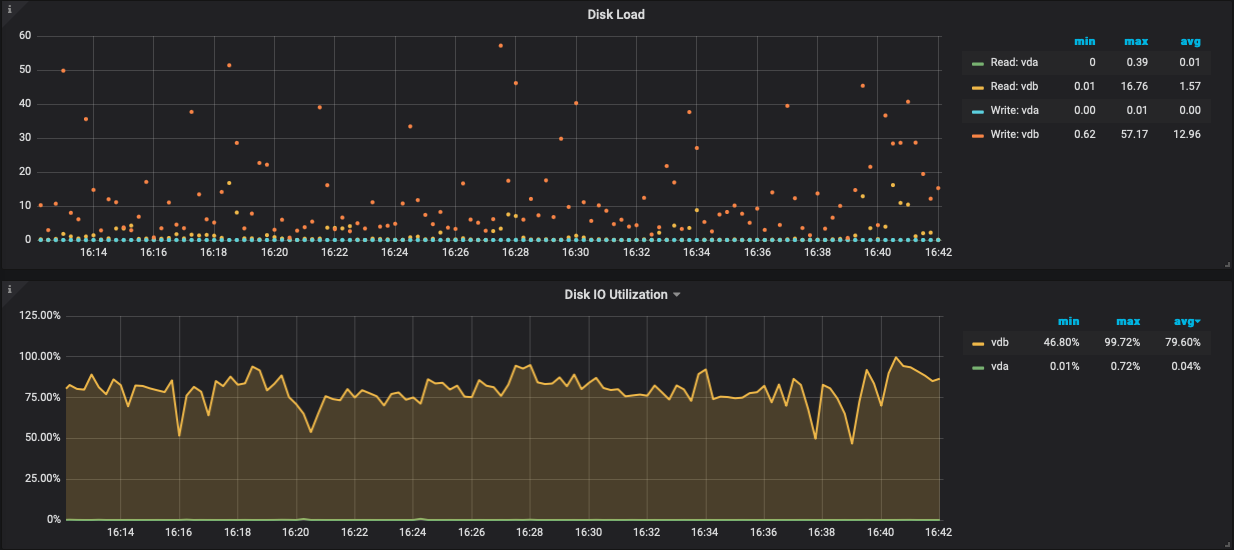 i
Disk Load
60
50
40
30
20
10
0
16:14 16:16 16:18 16:20 16:22 16:24 16:26 16:28 16:30 16:32 16:34 16:36 16:38 16:40 16:42
min max avg
Read: vda 0 0.39 0.01
Read: vdb 0.01 16.76 1.57
Write: vda 0.00 0.01 0.00
Write: vdb 0.62 57.17 12.96
i
Disk IO Utilization
125.00%
100.00%
75.00%
50.00%
25.00%
0%
16:14 16:16 16:18 16:20 16:22 16:24 16:26 16:28 16:30 16:32 16:34 16:36 16:38 16:40 16:42
min max avg
vdb 46.80% 99.72% 79.60%
vda 0.01% 0.72% 0.04%